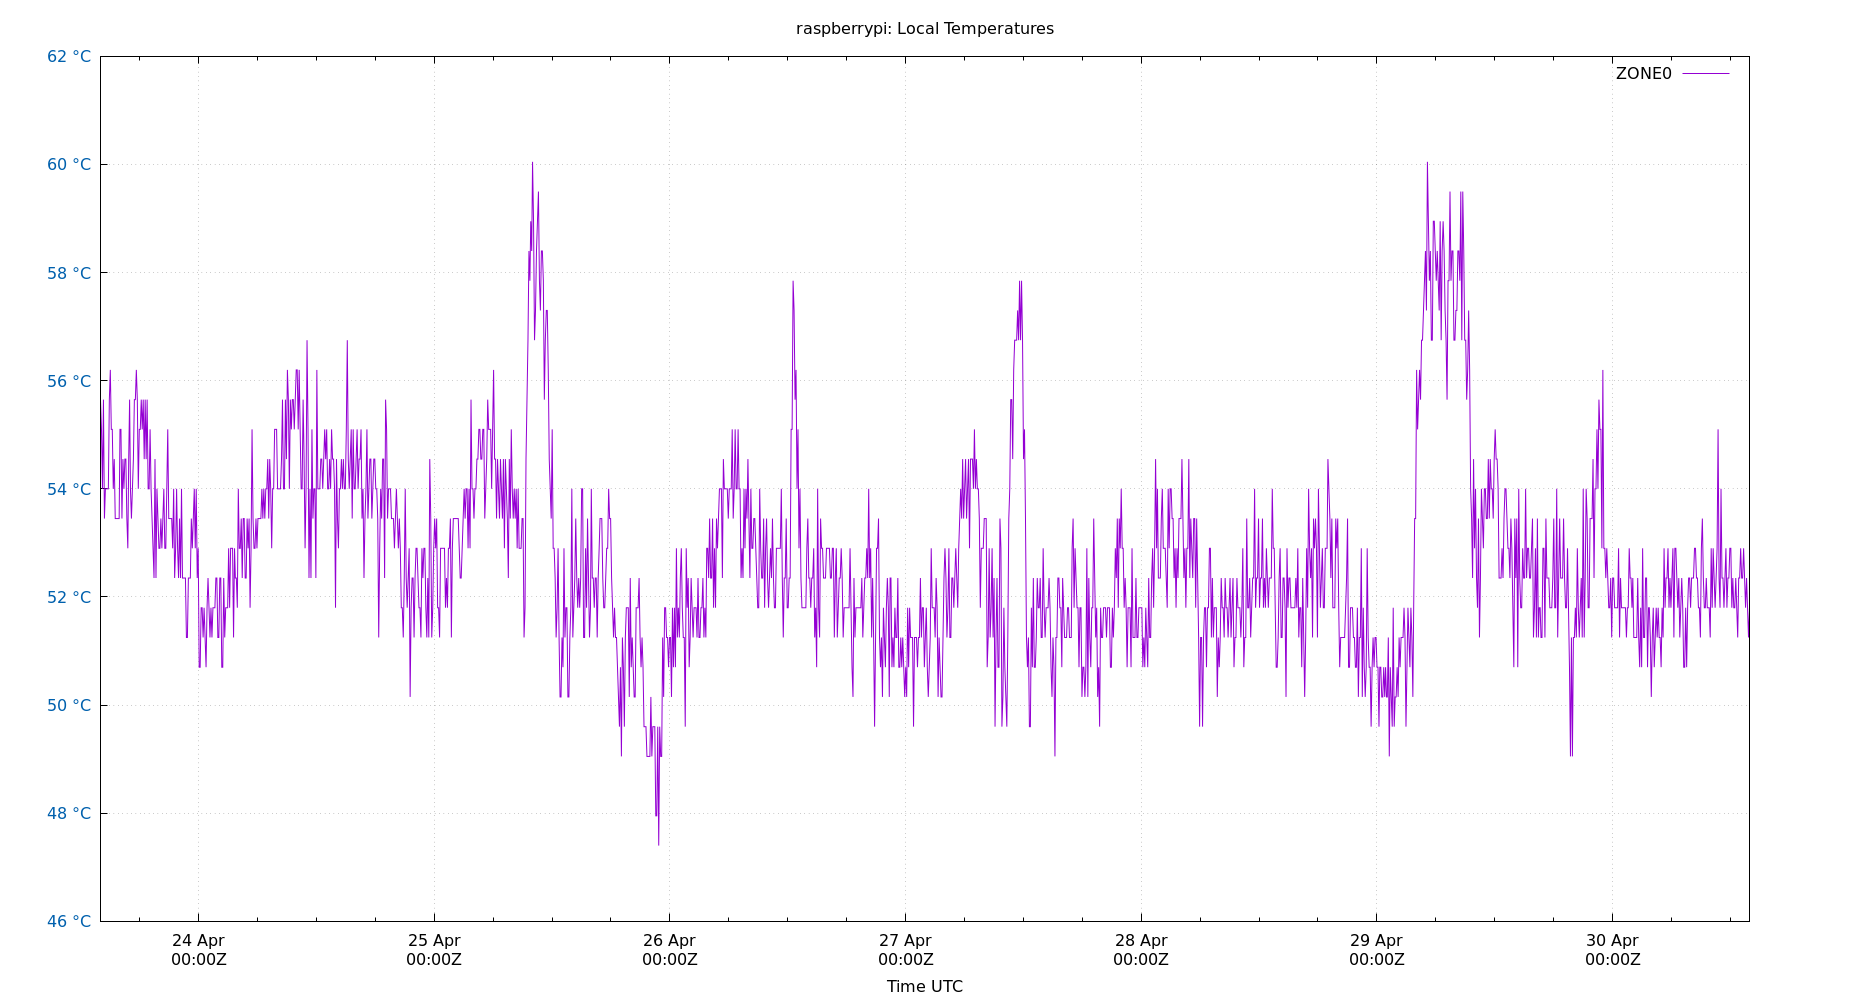 raspberrypi: Local Temperatures
62 °C
ZONE0
60 °C
58 °C
56 °C
54 °C
52 °C
50 °C
48 °C
46 °C
24 Apr 25 Apr 26 Apr 27 Apr 28 Apr 29 Apr 30 Apr
00:00Z 00:00Z 00:00Z 00:00Z 00:00Z 00:00Z 00:00Z
Time UTC